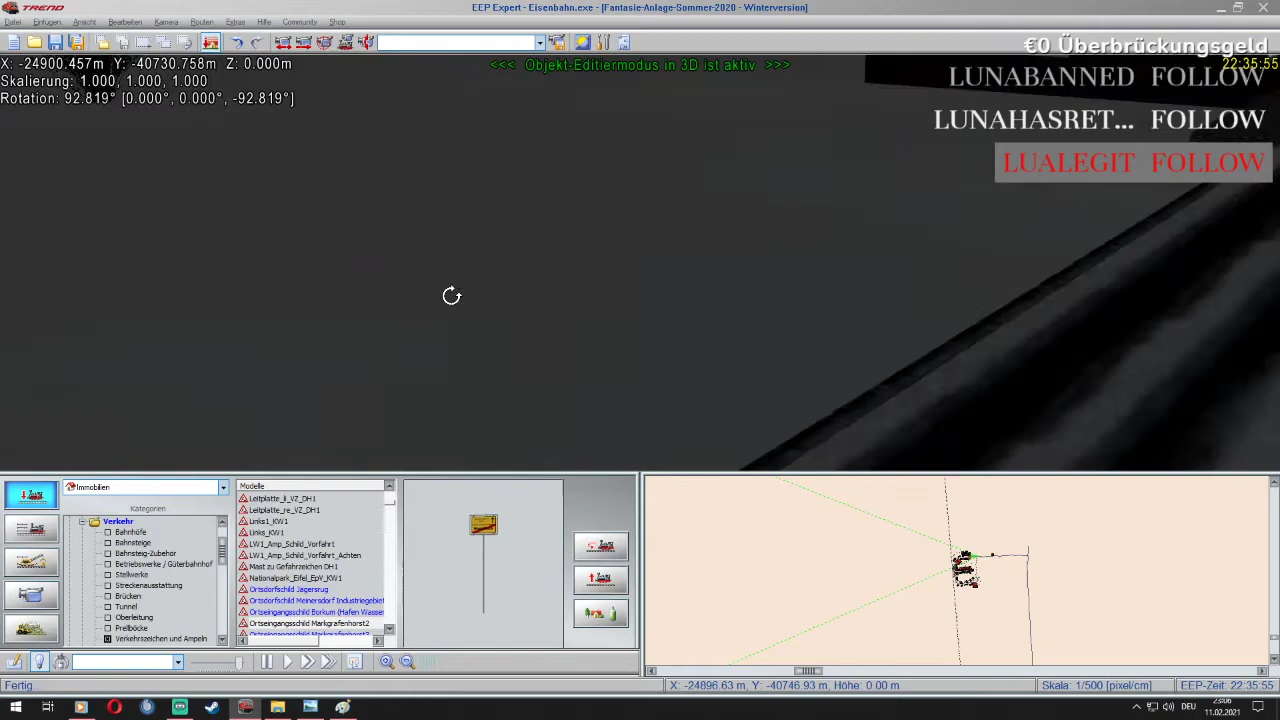 TREND
EEP Expert - Eisenbahn.exe - [Fantasie-Anlage-Sommer-2020 - Winterversion]
Datei Einfügen Ansicht Bearbeiten Kamera Routen Extras Hilfe Community Shop
X: -24900.457m Y: -40730.758m Z: 0.000m
Skalierung: 1.000, 1.000, 1.000
Rotation: 92.819° [0.000°, 0.000°, -92.819°]
<<< Objekt-Editiermodus in 3D ist aktiv >>>
€0 Überbrückungsgeld
22:35:55
LUNABANNED FOLLOW
LUNAHASRET... FOLLOW
LUALEGIT FOLLOW
Immobilien
Kategorien
Verkehr
Bahnhöfe
Bahnsteige
Bahnsteig-Zubehör
Betriebswerke / Güterbahnhof
Stellwerke
Streckenausstattung
Brücken
Tunnel
Oberleitung
Prellböcke
Verkehrszeichen und Ampeln
Modelle
Leitplatte_li_VZ_DH1
Leitplatte_re_VZ_DH1
Links1_KW1
Links_KW1
LW1_Amp_Schild_Vorfahrt
LW1_Amp_Schild_Vorfahrt_Achten
Mast zu Gefahrzeichen DH1
Nationalpark_Eifel_EpV_KW1
Ortsdorfschild Jägersrug
Ortsdorfschild Meinersdorf Industriegebiet
Ortseingangsschild Borkum (Hafen Wasser
Ortseingangsschild Markgrafenhorst2
Ortseingangsschild Markgrafenhorst3
Fertig
X: -24896.63 m, Y: -40746.93 m, Höhe: 0.00 m
Skala: 1/500 [pixel/cm]
EEP-Zeit: 22:35:55
DEU
23:06
11.02.2021